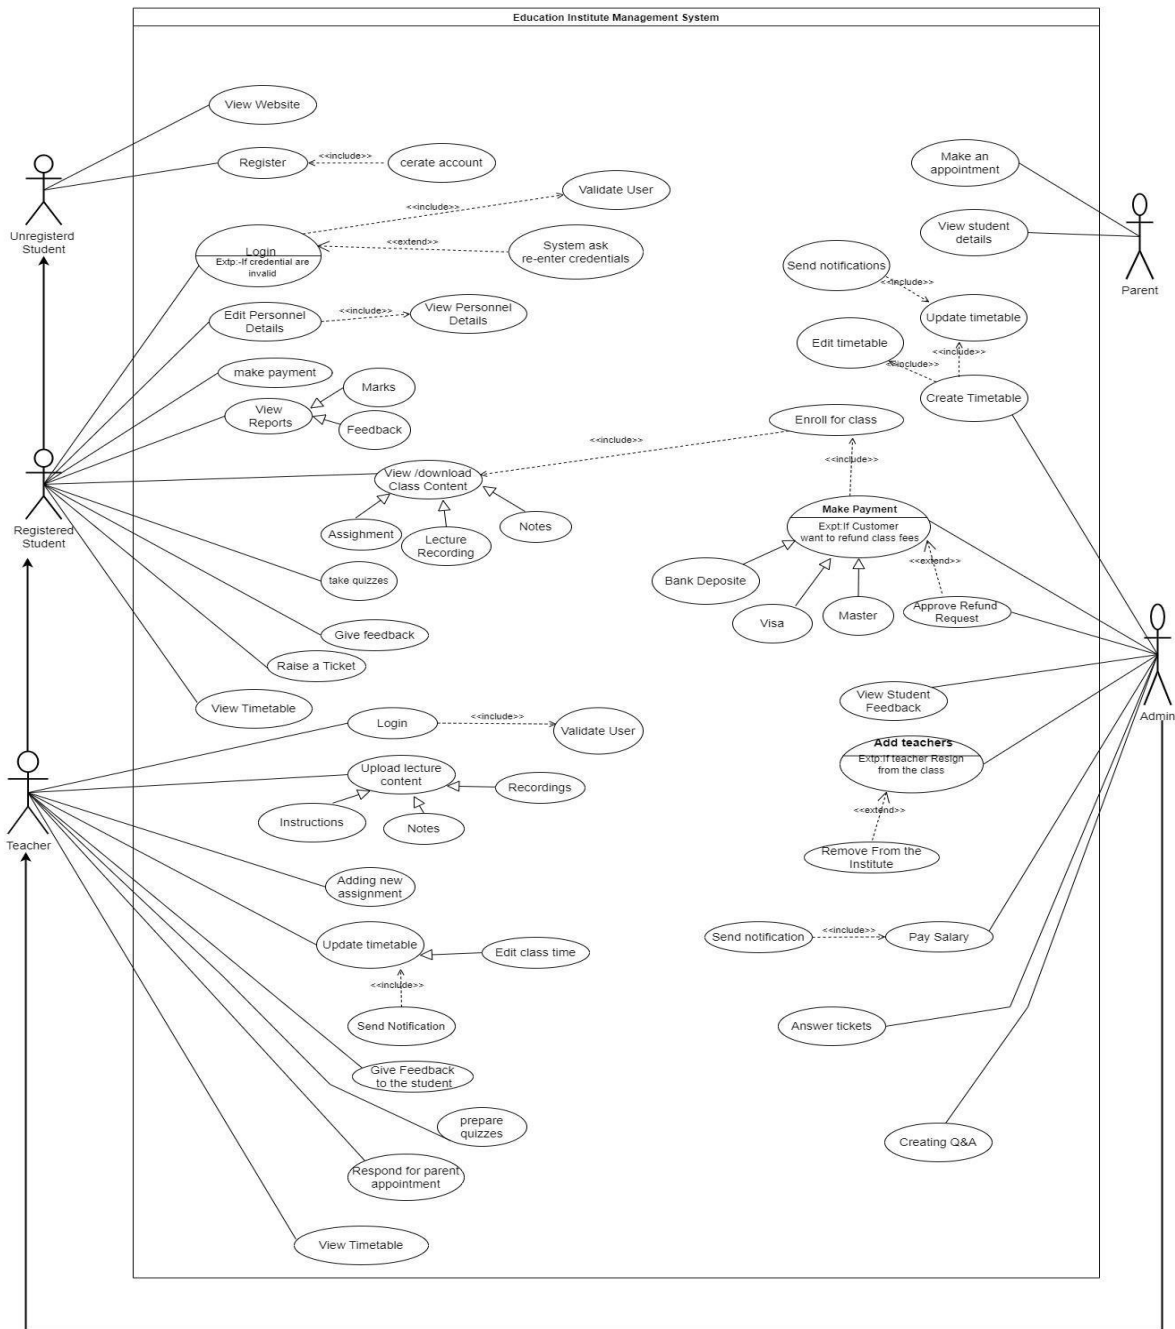 Education Institute Management System
View Website
Register
<<include>>
cerate account
Unregisterd
Student
Validate User
<<include>>
Login
Extp:-If credential are
invalid
<<extend>>
System ask
re-enter credentials
Edit Personnel
Details
<<include>>
View Personnel
Details
make payment
View
Reports
Marks
Feedback
Registered
Student
View /download
Class Content
<<include>>
Enroll for class
Assighment
Lecture
Recording
Notes
take quizzes
Give feedback
Raise a Ticket
View Timetable
Make an
appointment
View student
details
Parent
Send notifications
<<include>>
Update timetable
Edit timetable
<<include>>
<<include>>
Create Timetable
<<include>>
Make Payment
Expt:If Customer
want to refund class fees
Bank Deposite
Visa
Master
<<extend>>
Approve Refund
Request
Admin
View Student
Feedback
Add teachers
Extp:If teacher Resign
from the class
<<extend>>
Remove From the
Institute
Send notification
<<include>>
Pay Salary
Answer tickets
Creating Q&A
Teacher
Login
<<include>>
Validate User
Upload lecture
content
Instructions
Notes
Recordings
Adding new
assignment
Update timetable
Edit class time
<<include>>
Send Notification
Give Feedback
to the student
prepare
quizzes
Respond for parent
appointment
View Timetable